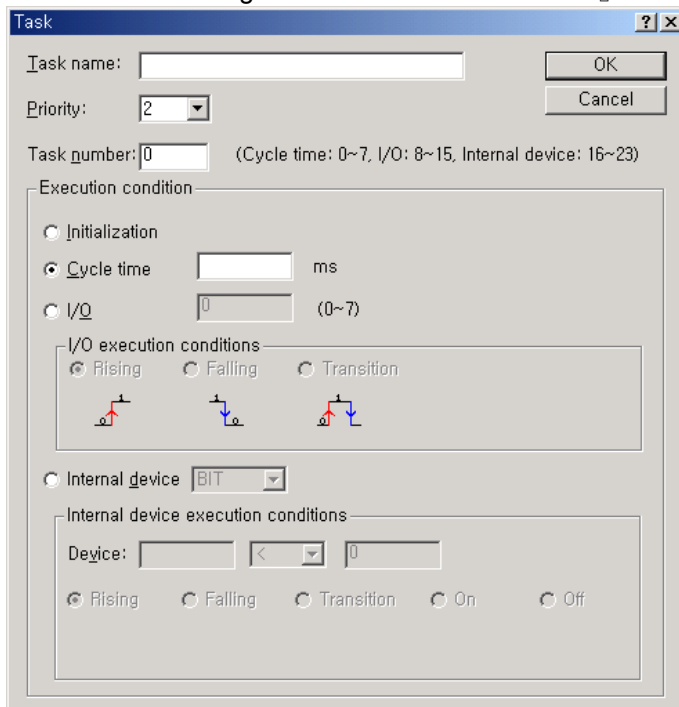 Task
Task name: OK
Priority: 2 Cancel
Task number: 0 (Cycle time: 0~7, I/O: 8~15, Internal device: 16~23)
Execution condition
Initialization
Cycle time ms
I/O 0 (0~7)
I/O execution conditions
Rising Falling Transition
0 1 1 0 0 1
Internal device BIT
Internal device execution conditions
Device: < 0
Rising Falling Transition On Off